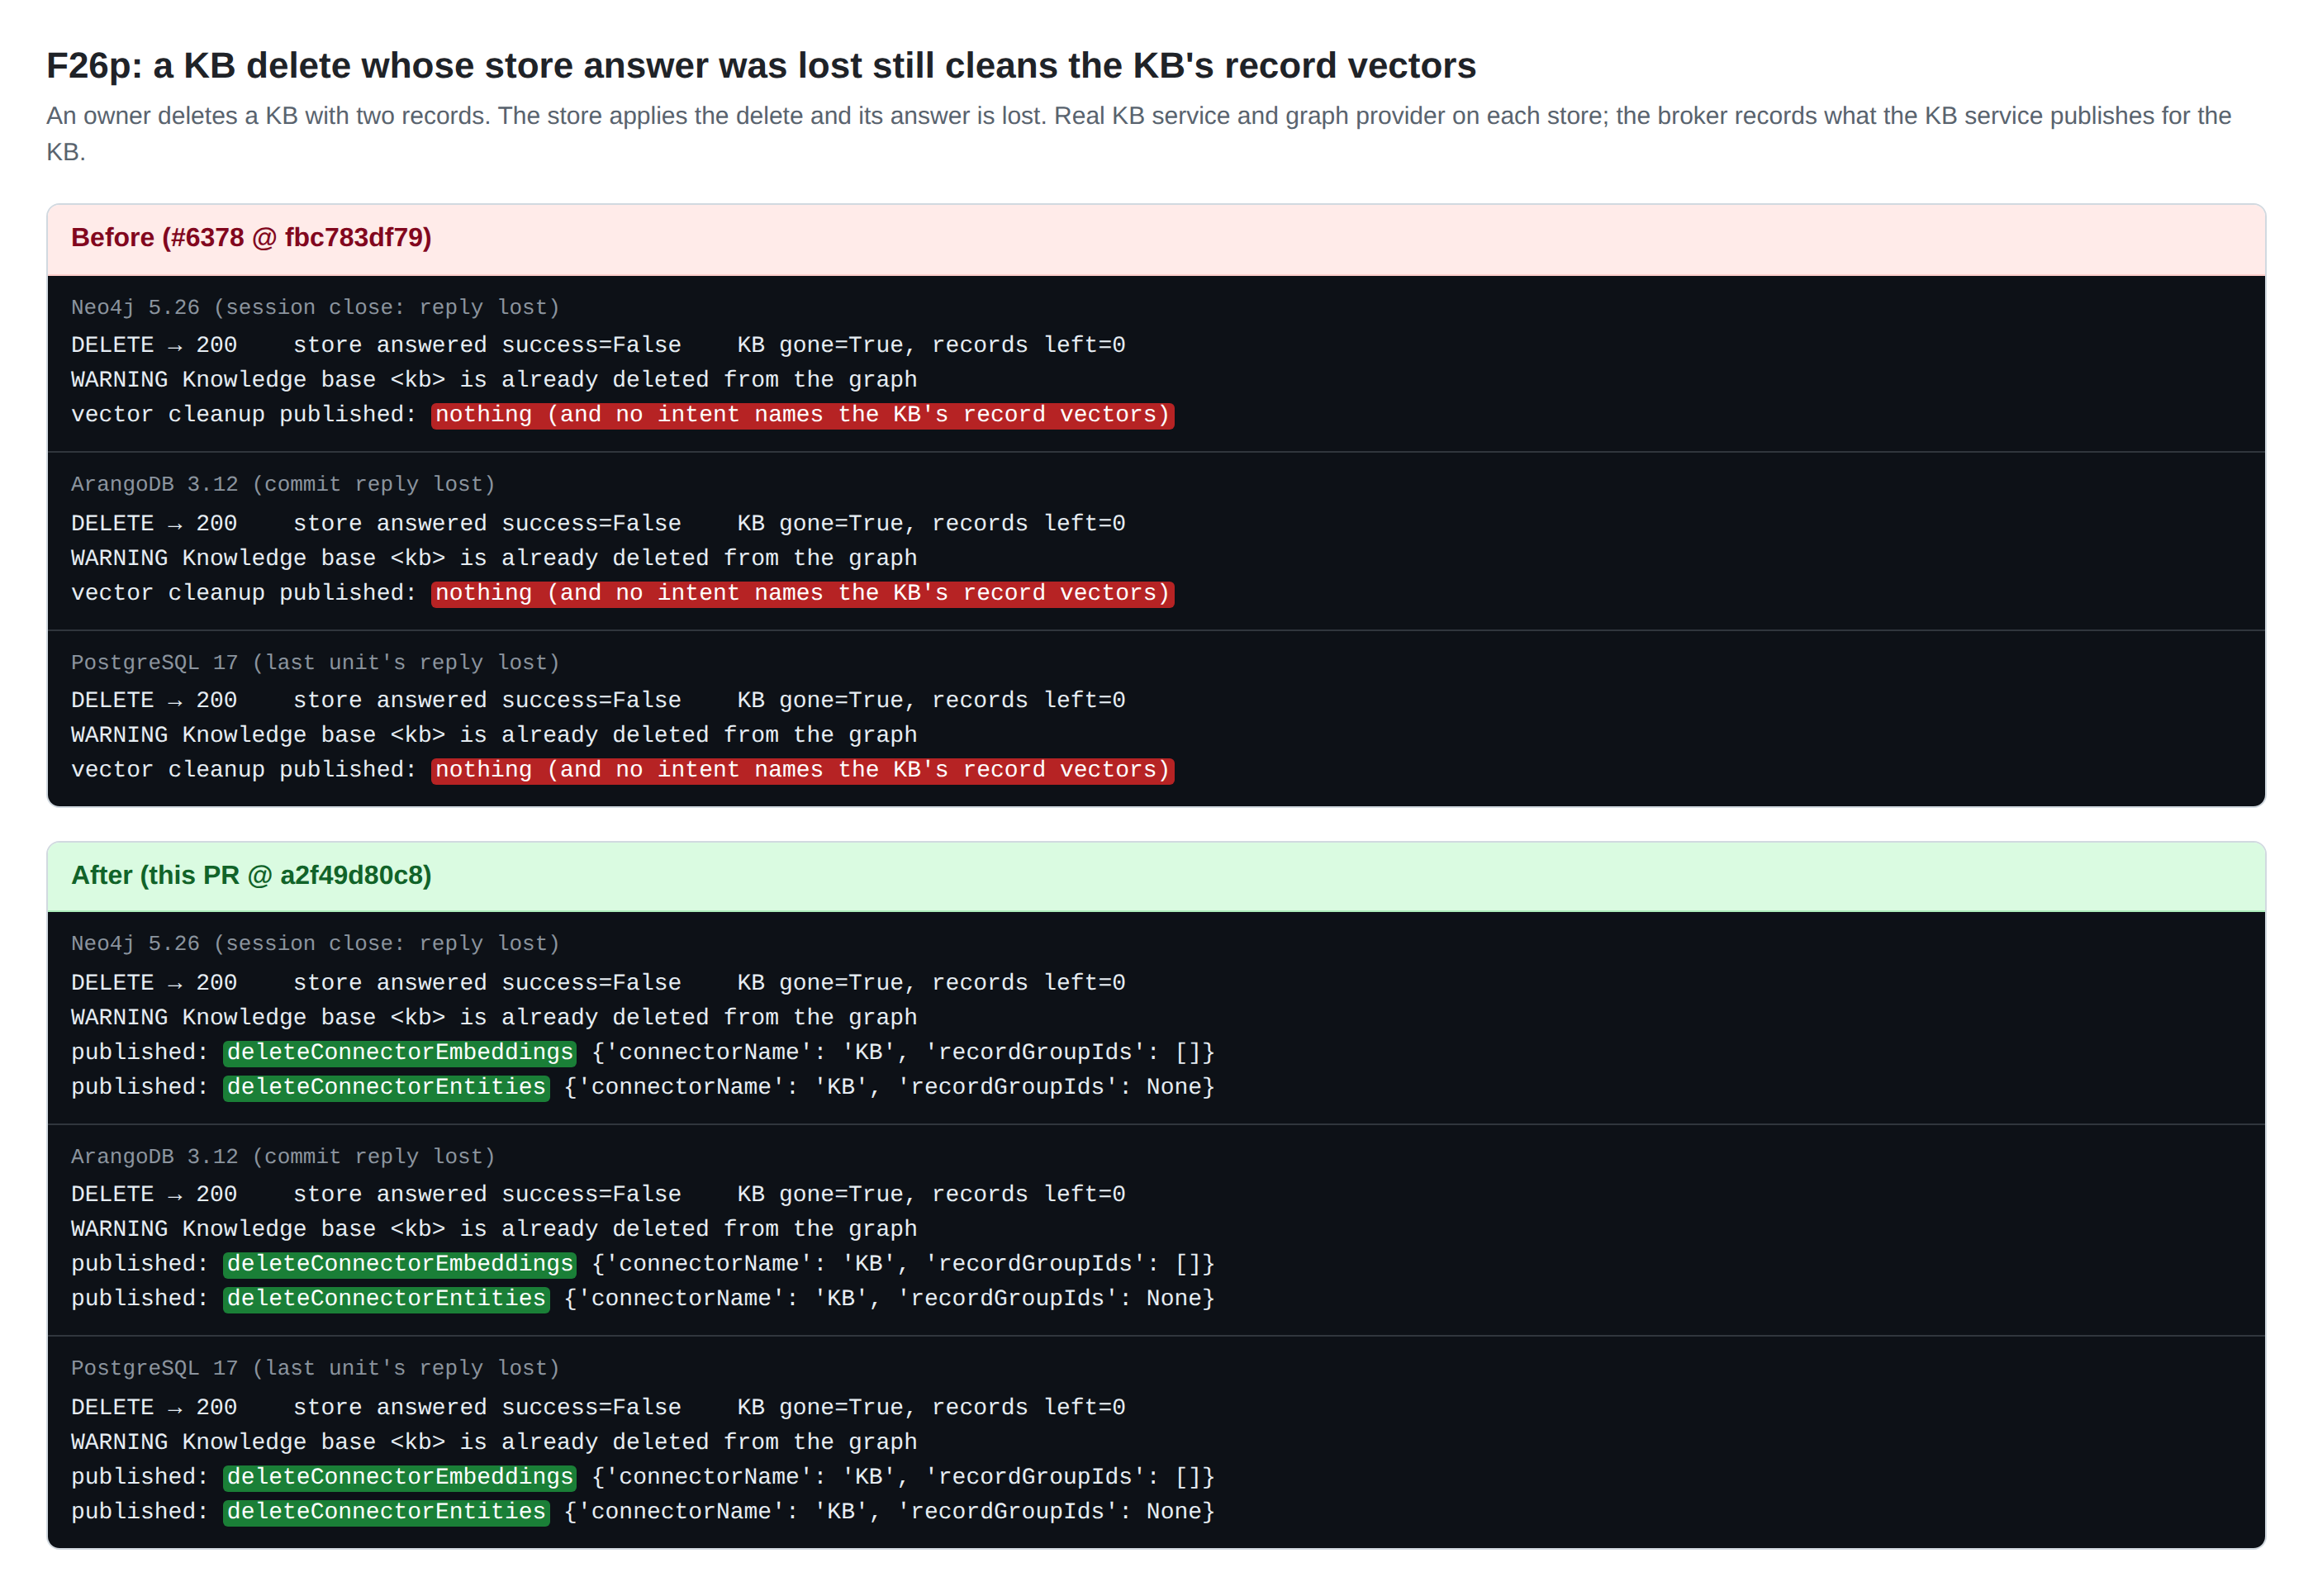 F26p: a KB delete whose store answer was lost still cleans the KB's record vectors
An owner deletes a KB with two records. The store applies the delete and its answer is lost. Real KB service and graph provider on each store; the broker records what the KB service publishes for the
KB.
Before (#6378 @ fbc783df79)
Neo4j 5.26 (session close: reply lost)
DELETE → 200    store answered success=False    KB gone=True, records left=0
WARNING Knowledge base <kb> is already deleted from the graph
vector cleanup published: nothing (and no intent names the KB's record vectors)
ArangoDB 3.12 (commit reply lost)
DELETE → 200    store answered success=False    KB gone=True, records left=0
WARNING Knowledge base <kb> is already deleted from the graph
vector cleanup published: nothing (and no intent names the KB's record vectors)
PostgreSQL 17 (last unit's reply lost)
DELETE → 200    store answered success=False    KB gone=True, records left=0
WARNING Knowledge base <kb> is already deleted from the graph
vector cleanup published: nothing (and no intent names the KB's record vectors)
After (this PR @ a2f49d80c8)
Neo4j 5.26 (session close: reply lost)
DELETE → 200    store answered success=False    KB gone=True, records left=0
WARNING Knowledge base <kb> is already deleted from the graph
published: deleteConnectorEmbeddings {'connectorName': 'KB', 'recordGroupIds': []}
published: deleteConnectorEntities {'connectorName': 'KB', 'recordGroupIds': None}
ArangoDB 3.12 (commit reply lost)
DELETE → 200    store answered success=False    KB gone=True, records left=0
WARNING Knowledge base <kb> is already deleted from the graph
published: deleteConnectorEmbeddings {'connectorName': 'KB', 'recordGroupIds': []}
published: deleteConnectorEntities {'connectorName': 'KB', 'recordGroupIds': None}
PostgreSQL 17 (last unit's reply lost)
DELETE → 200    store answered success=False    KB gone=True, records left=0
WARNING Knowledge base <kb> is already deleted from the graph
published: deleteConnectorEmbeddings {'connectorName': 'KB', 'recordGroupIds': []}
published: deleteConnectorEntities {'connectorName': 'KB', 'recordGroupIds': None}